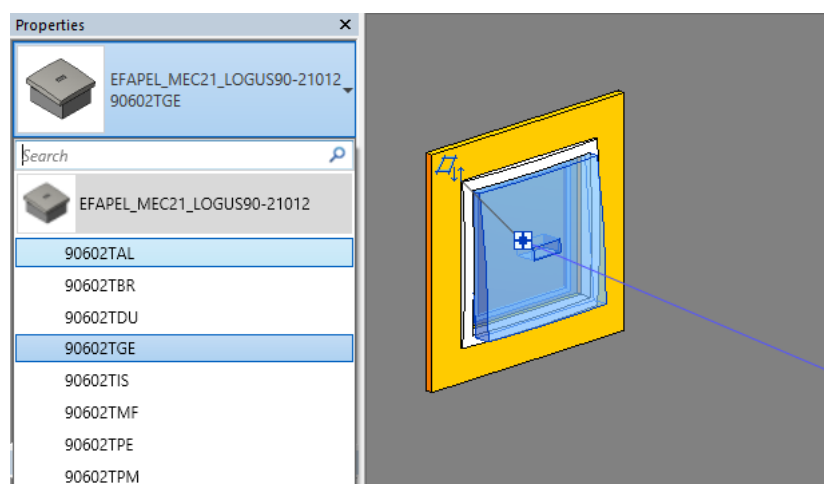 Properties
EFAPEL_MEC21_LOGUS90-21012
90602TGE
Search
EFAPEL_MEC21_LOGUS90-21012
90602TAL
90602TBR
90602TDU
90602TGE
90602TIS
90602TMF
90602TPE
90602TPM